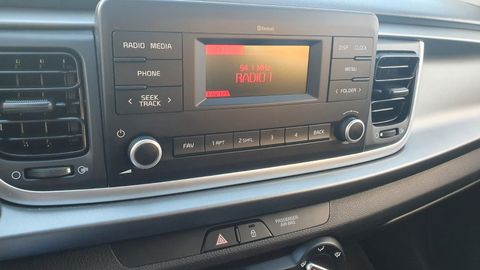 Bluetooth
RADIO MEDIA
DISP CLOCK
94.1 MHz
RADIO 1
PHONE
MENU
< SEEK TRACK >
< FOLDER >
FAV
1 RPT
2 SHFL
3
4
BACK
PASSENGER
AIR BAG